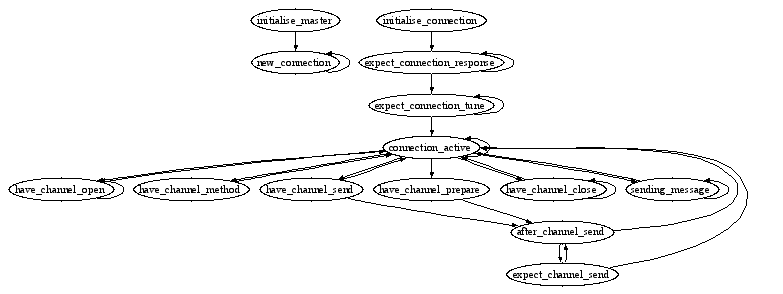 initialise_master
initialise_connection
new_connection
expect_connection_response
expect_connection_tune
connection_active
have_channel_open
have_channel_method
have_channel_send
have_channel_prepare
have_channel_close
sending_message
after_channel_send
expect_channel_send